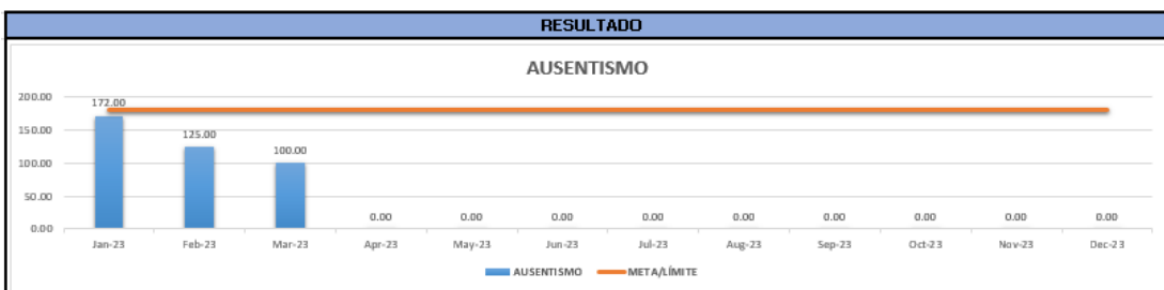 RESULTADO
AUSENTISMO
200.00
172.00
150.00
125.00
100.00
100.00
50.00
0.00
0.00 0.00 0.00 0.00 0.00 0.00 0.00 0.00 0.00
Jan-23 Feb-23 Mar-23 Apr-23 May-23 Jun-23 Jul-23 Aug-23 Sep-23 Oct-23 Nov-23 Dec-23
AUSENTISMO META/LÍMITE